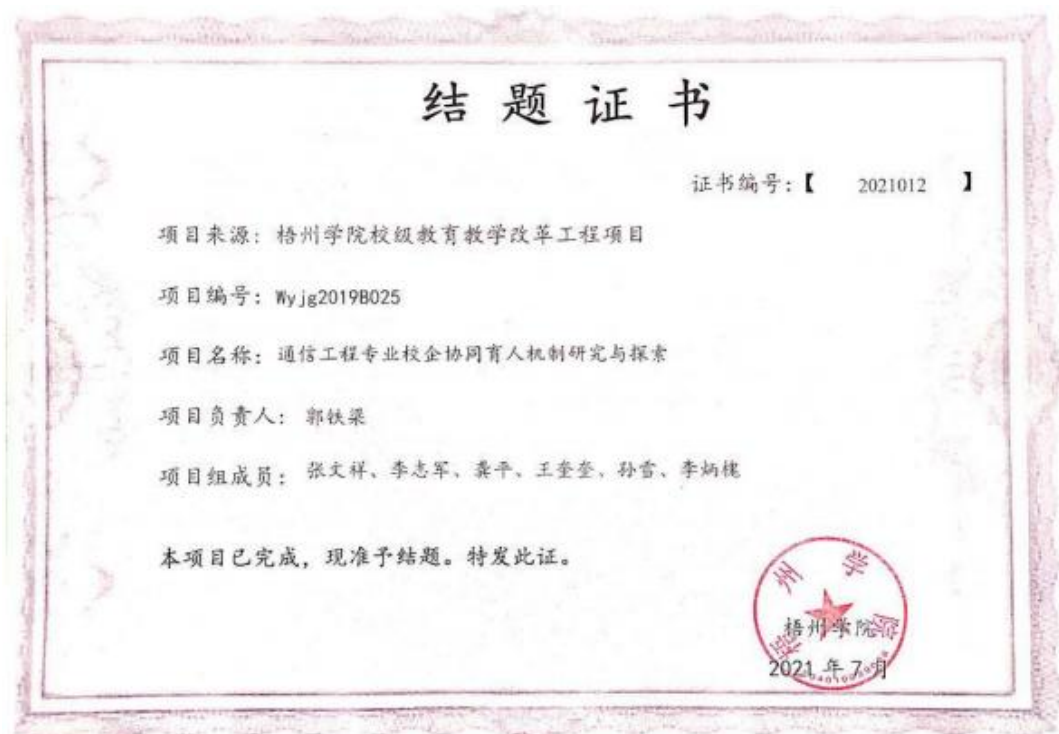 结题证书
证书编号:【 2021012 】
项目来源: 梧州学院校级教育教学改革工程项目
项目编号: Wyjg2019B025
项目名称: 通信工程专业校企协同育人机制研究与探索
项目负责人: 郭铁梁
项目组成员: 张文祥、李志军、龚平、王奎奎、孙雪、李炳槐
本项目已完成，现准予结题。特发此证。
梧州学院
梧州学院
2021 年 7 月